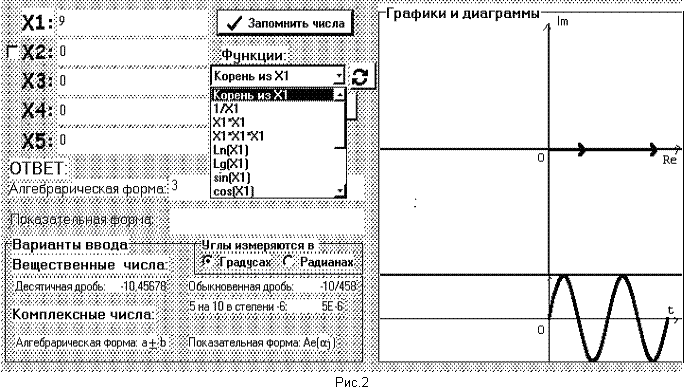 X1: 9
Запомнить числа
X2: 0
Функции:
X3: 0
Корень из X1
Корень из X1
1/X1
X1*X1
X1*X1*X1
Ln(X1)
Lg(X1)
sin(X1)
cos(X1)
X4: 0
X5: 0
ОТВЕТ:
Алгебраическая форма: 3
Показательная форма:
Варианты ввода
Вещественные числа:
Десятичная дробь: -10,45678
Комплексные числа:
Алгебраическая форма: a±b
Углы измеряются в
Градусах Радианах
Обыкновенная дробь: -10/458
5 на 10 в степени -6: 5E-6
Показательная форма: Ae(αj)
Графики и диаграммы
Im
0
Re
0
t
Рис.2